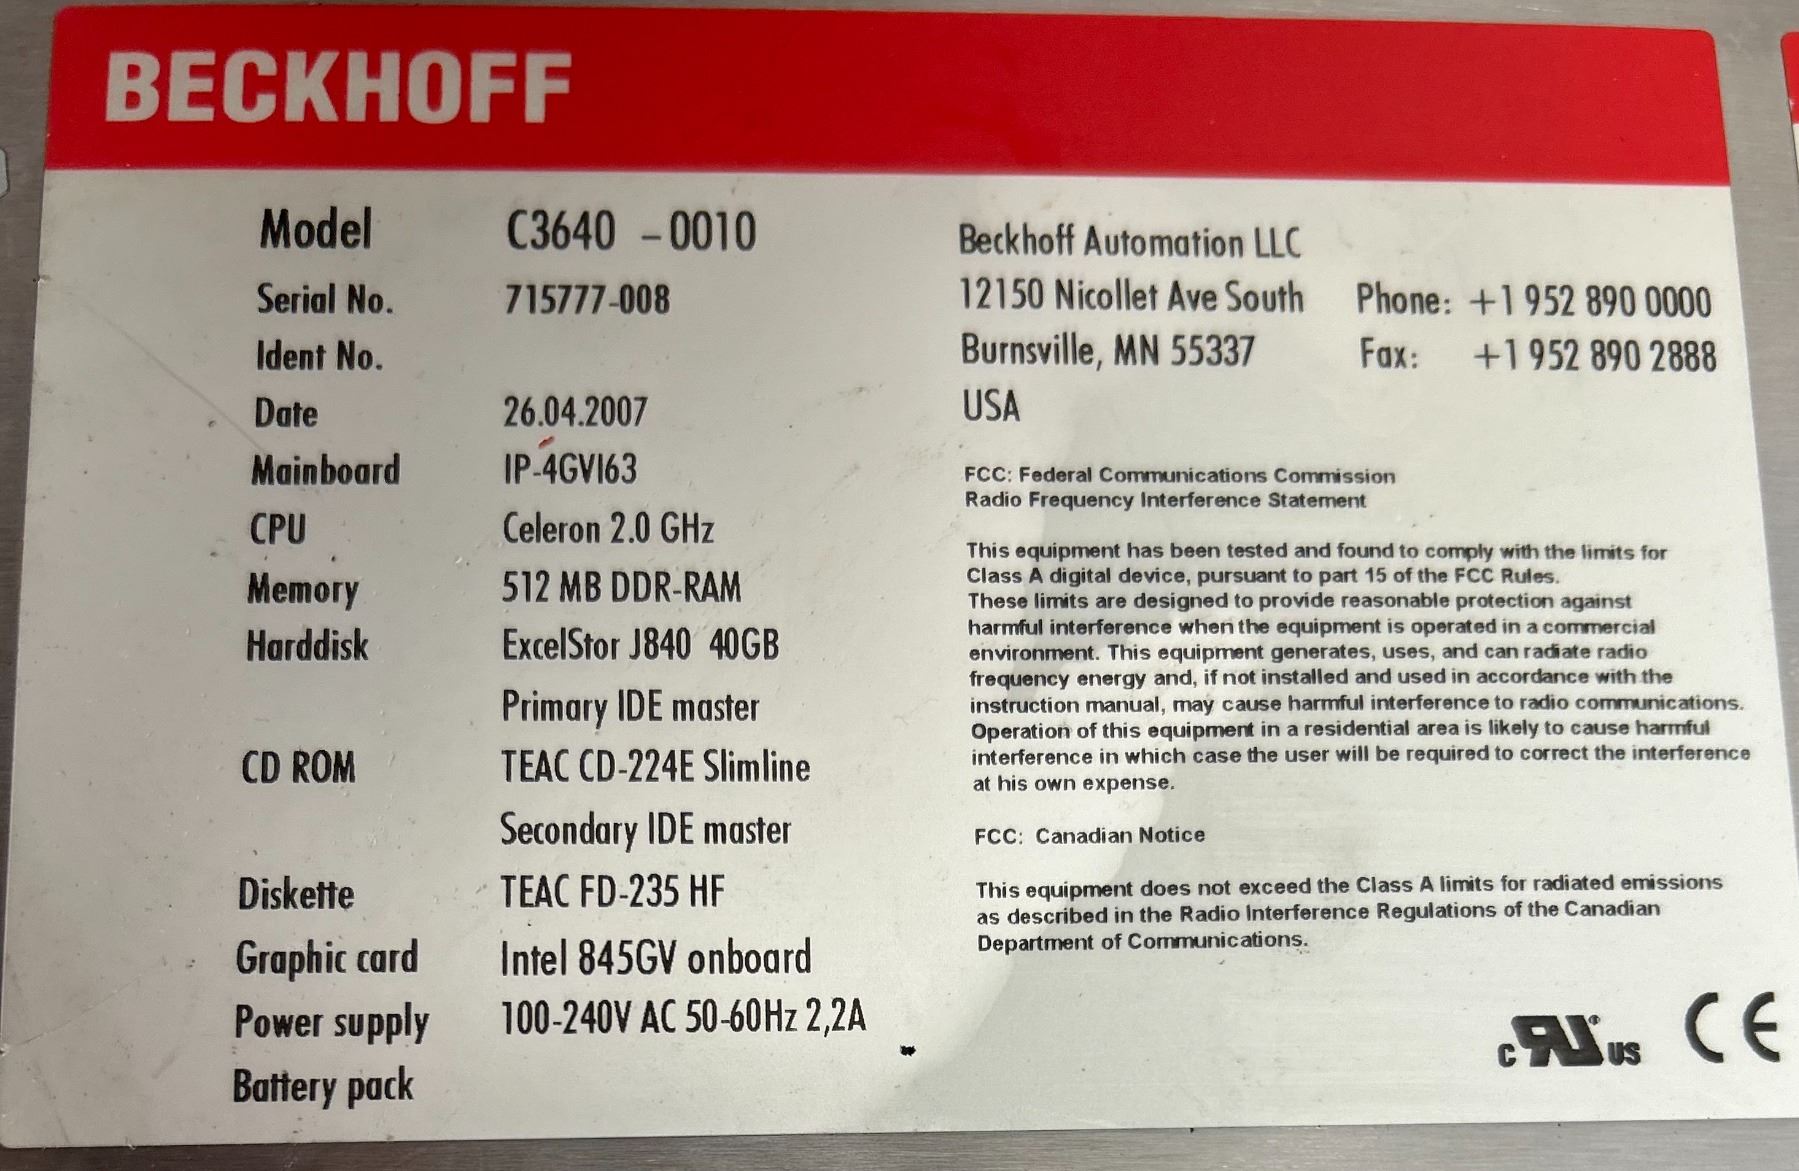 BECKHOFF
Model C3640 -0010
Serial No. 715777-008
Ident No.
Date 26.04.2007
Mainboard IP-4GVI63
CPU Celeron 2.0 GHz
Memory 512 MB DDR-RAM
Harddisk ExcelStor J840 40GB
Primary IDE master
CD ROM TEAC CD-224E Slimline
Secondary IDE master
Diskette TEAC FD-235 HF
Graphic card Intel 845GV onboard
Power supply 100-240V AC 50-60Hz 2,2A
Battery pack
Beckhoff Automation LLC
12150 Nicollet Ave South Phone: +1 952 890 0000
Burnsville, MN 55337 Fax: +1 952 890 2888
USA
FCC: Federal Communications Commission
Radio Frequency Interference Statement
This equipment has been tested and found to comply with the limits for
Class A digital device, pursuant to part 15 of the FCC Rules.
These limits are designed to provide reasonable protection against
harmful interference when the equipment is operated in a commercial
environment. This equipment generates, uses, and can radiate radio
frequency energy and, if not installed and used in accordance with the
instruction manual, may cause harmful interference to radio communications.
Operation of this equipment in a residential area is likely to cause harmful
interference in which case the user will be required to correct the interference
at his own expense.
FCC: Canadian Notice
This equipment does not exceed the Class A limits for radiated emissions
as described in the Radio Interference Regulations of the Canadian
Department of Communications.
c RU us CE